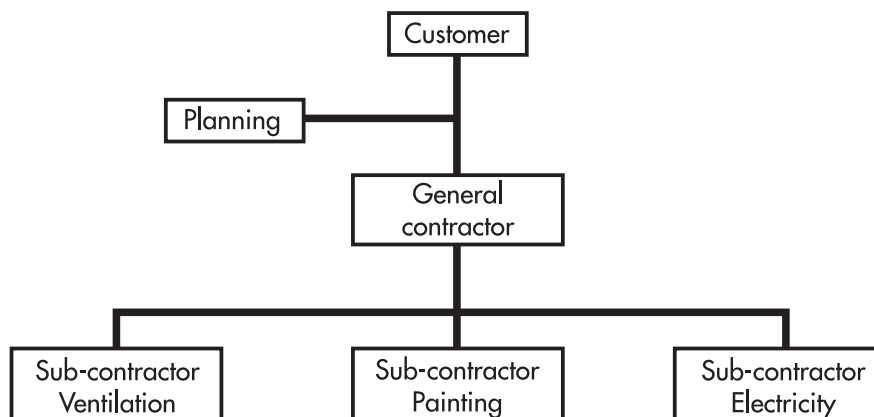 Customer
Planning
General
contractor
Sub-contractor
Ventilation
Sub-contractor
Painting
Sub-contractor
Electricity